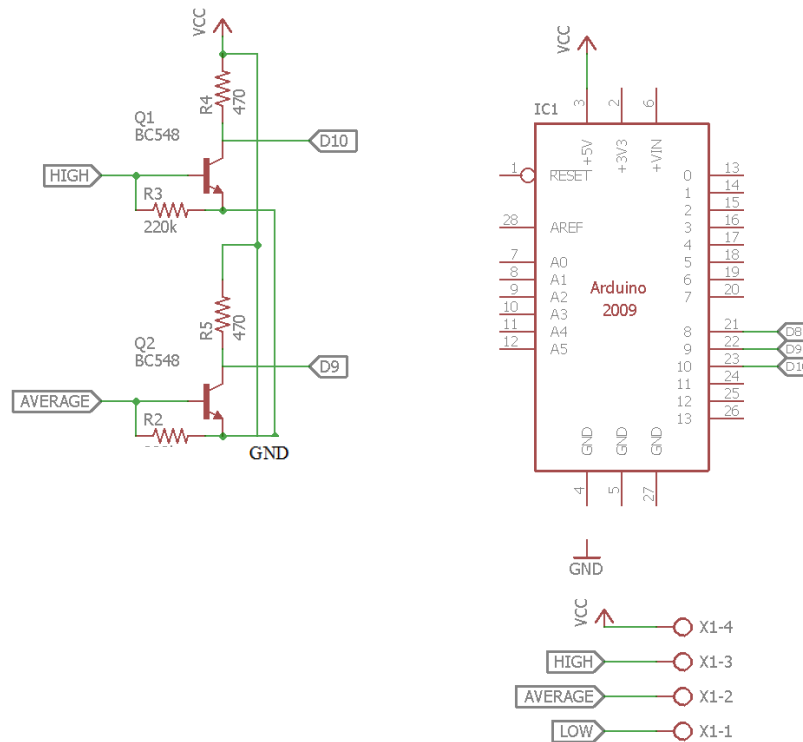 VCC
R4
470
Q1
BC548
D10
HIGH
R3
220k
R5
470
Q2
BC548
D9
AVERAGE
R2
GND
VCC
3 2 6
IC1
+5V +3V3 +VIN
1 RESET
28 AREF
7 A0
8 A1
9 A2
10 A3
11 A4
12 A5
Arduino
2009
0 13
1 14
2 15
3 16
4 17
5 18
6 19
7 20
8 21 D8
9 22 D9
10 23 D10
11 24
12 25
13 26
GND GND GND
4 5 27
GND
VCC
X1-4
HIGH X1-3
AVERAGE X1-2
LOW X1-1